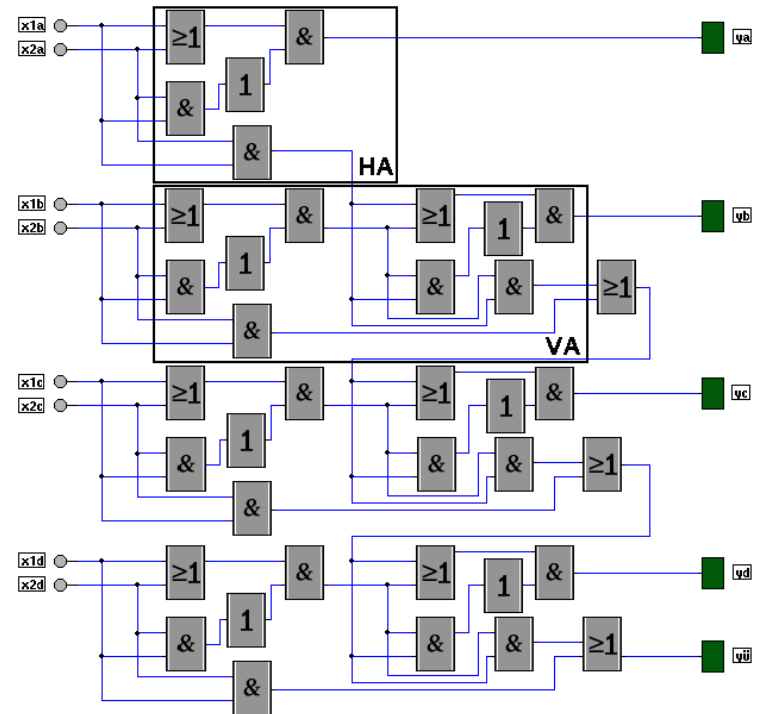 x1a ≥1 & ya
x2a 1
&
&
HA
x1b ≥1 & ≥1 & yb
x2b 1 1
& & & ≥1
&
VA
x1c ≥1 & ≥1 & yc
x2c 1 1
& & & ≥1
&
x1d ≥1 & ≥1 & yd
x2d 1 1
& & & ≥1 yü
&